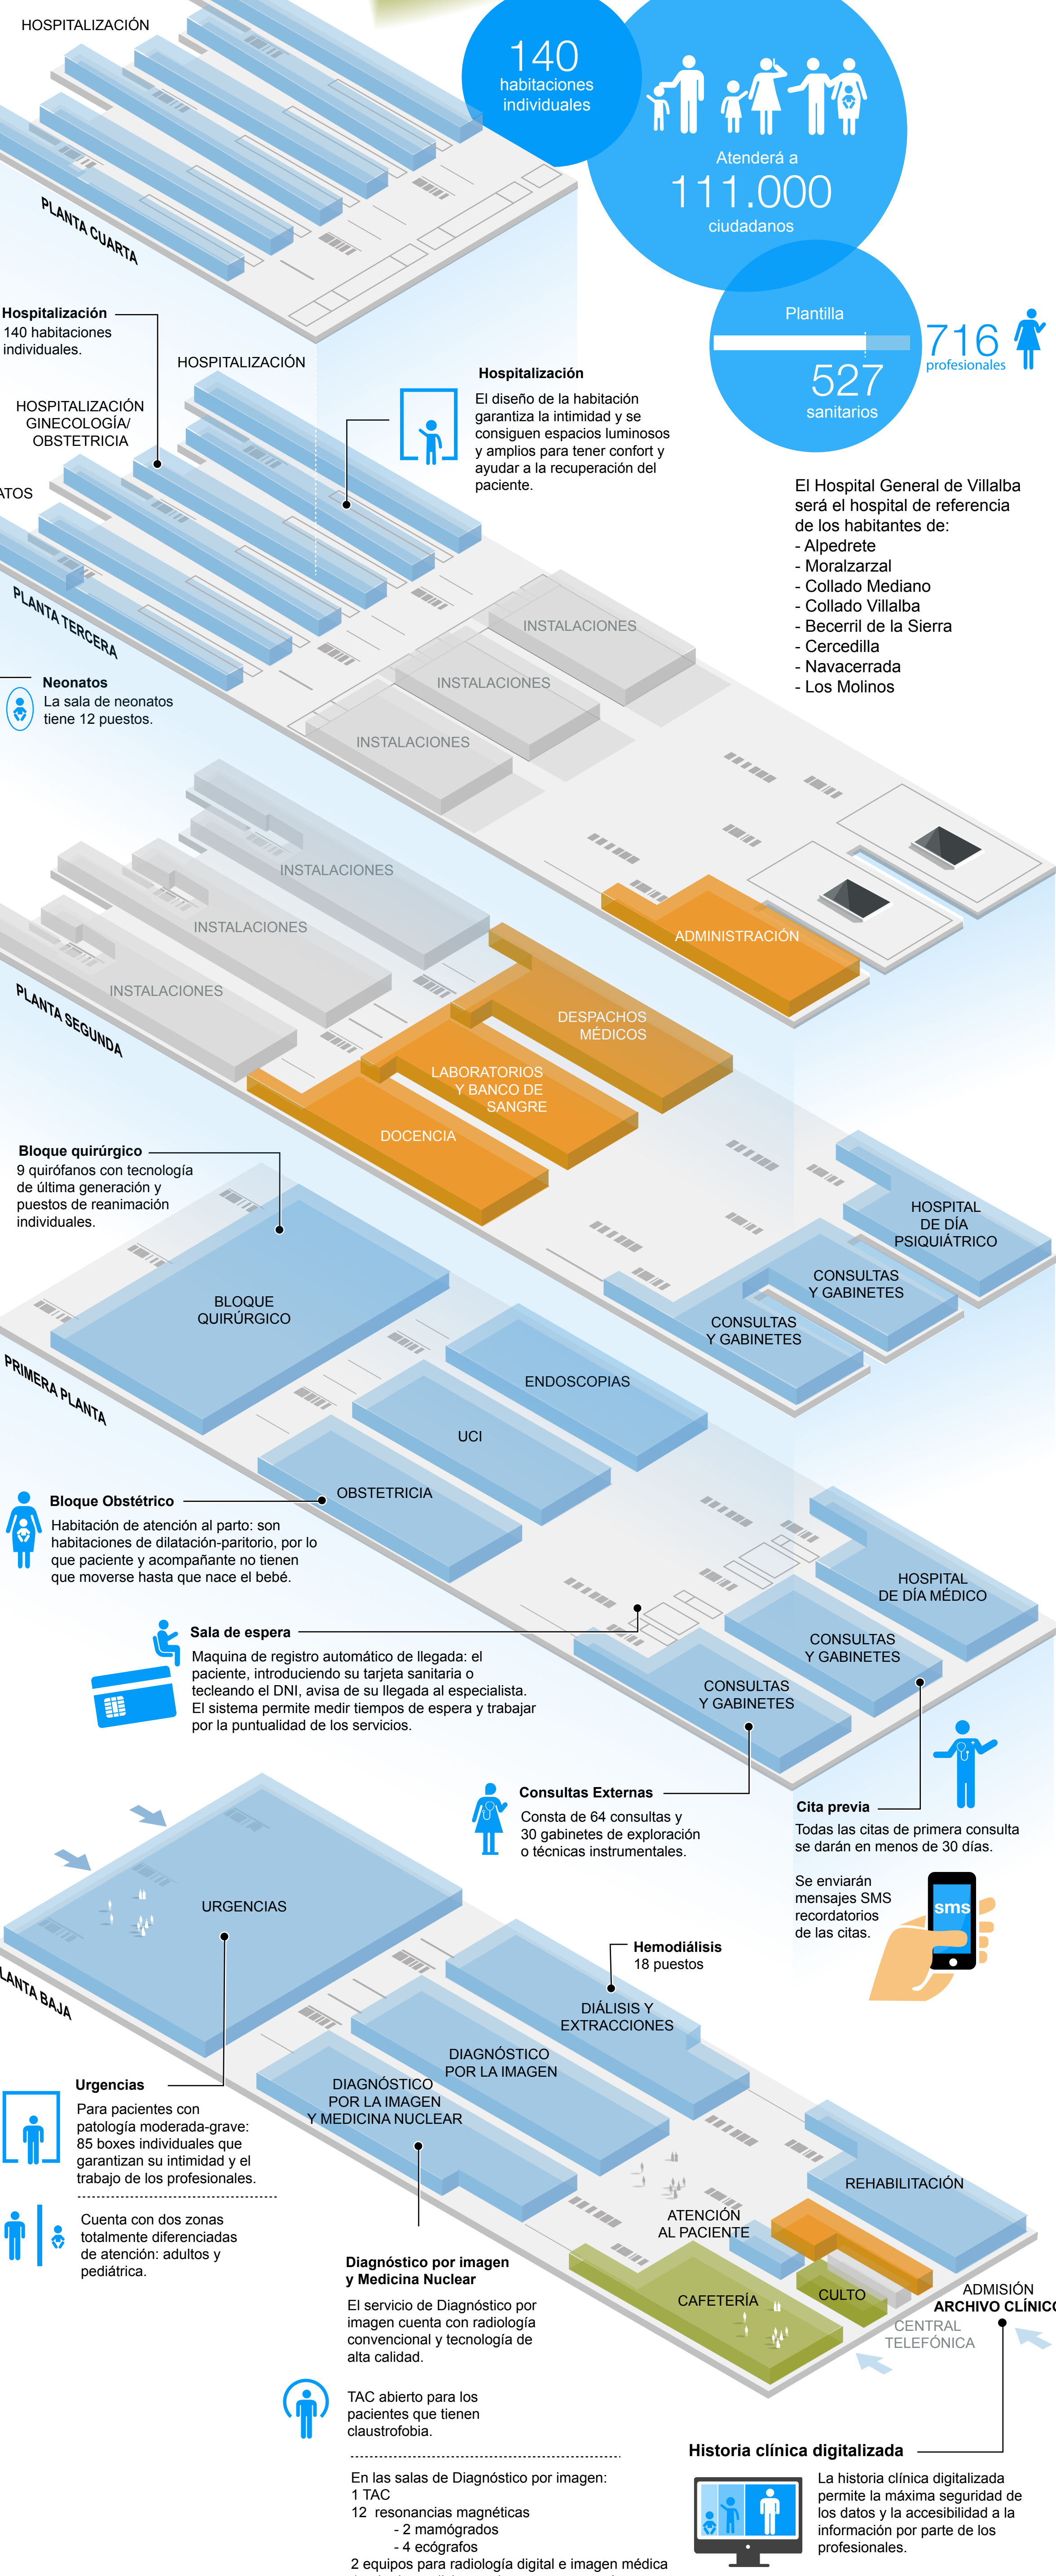 HOSPITALIZACIÓN
140
habitaciones
individuales
Atenderá a
111.000
ciudadanos
PLANTA CUARTA
Plantilla
527
sanitarios
716
profesionales
Hospitalización
140 habitaciones
individuales.
HOSPITALIZACIÓN
HOSPITALIZACIÓN
GINECOLOGÍA/
OBSTETRICIA
ATOS
Hospitalización
El diseño de la habitación
garantiza la intimidad y se
consiguen espacios luminosos
y amplios para tener confort y
ayudar a la recuperación del
paciente.
El Hospital General de Villalba
será el hospital de referencia
de los habitantes de:
- Alpedrete
- Moralzarzal
- Collado Mediano
- Collado Villalba
- Becerril de la Sierra
- Cercedilla
- Navacerrada
- Los Molinos
PLANTA TERCERA
INSTALACIONES
INSTALACIONES
INSTALACIONES
Neonatos
La sala de neonatos
tiene 12 puestos.
ADMINISTRACIÓN
INSTALACIONES
INSTALACIONES
INSTALACIONES
PLANTA SEGUNDA
DESPACHOS
MÉDICOS
LABORATORIOS
Y BANCO DE
SANGRE
DOCENCIA
HOSPITAL
DE DÍA
PSIQUIÁTRICO
CONSULTAS
Y GABINETES
CONSULTAS
Y GABINETES
Bloque quirúrgico
9 quirófanos con tecnología
de última generación y
puestos de reanimación
individuales.
BLOQUE
QUIRÚRGICO
PRIMERA PLANTA
ENDOSCOPIAS
UCI
OBSTETRICIA
Bloque Obstétrico
Habitación de atención al parto: son
habitaciones de dilatación-paritorio, por lo
que paciente y acompañante no tienen
que moverse hasta que nace el bebé.
HOSPITAL
DE DÍA MÉDICO
CONSULTAS
Y GABINETES
CONSULTAS
Y GABINETES
Sala de espera
Maquina de registro automático de llegada: el
paciente, introduciendo su tarjeta sanitaria o
tecleando el DNI, avisa de su llegada al especialista.
El sistema permite medir tiempos de espera y trabajar
por la puntualidad de los servicios.
Consultas Externas
Consta de 64 consultas y
30 gabinetes de exploración
o técnicas instrumentales.
Cita previa
Todas las citas de primera consulta
se darán en menos de 30 días.
Se enviarán
mensajes SMS
recordatorios
de las citas.
sms
URGENCIAS
LANTA BAJA
Hemodiálisis
18 puestos
DIÁLISIS Y
EXTRACCIONES
DIAGNÓSTICO
POR LA IMAGEN
DIAGNÓSTICO
POR LA IMAGEN
Y MEDICINA NUCLEAR
Urgencias
Para pacientes con
patología moderada-grave:
85 boxes individuales que
garantizan su intimidad y el
trabajo de los profesionales.
Cuenta con dos zonas
totalmente diferenciadas
de atención: adultos y
pediátrica.
REHABILITACIÓN
ATENCIÓN
AL PACIENTE
CAFETERÍA
CULTO
ADMISIÓN
ARCHIVO CLÍNICO
CENTRAL
TELEFÓNICA
Diagnóstico por imagen
y Medicina Nuclear
El servicio de Diagnóstico por
imagen cuenta con radiología
convencional y tecnología de
alta calidad.
TAC abierto para los
pacientes que tienen
claustrofobia.
En las salas de Diagnóstico por imagen:
1 TAC
12 resonancias magnéticas
- 2 mamógrados
- 4 ecógrafos
2 equipos para radiología digital e imagen médica
Historia clínica digitalizada
La historia clínica digitalizada
permite la máxima seguridad de
los datos y la accesibilidad a la
información por parte de los
profesionales.